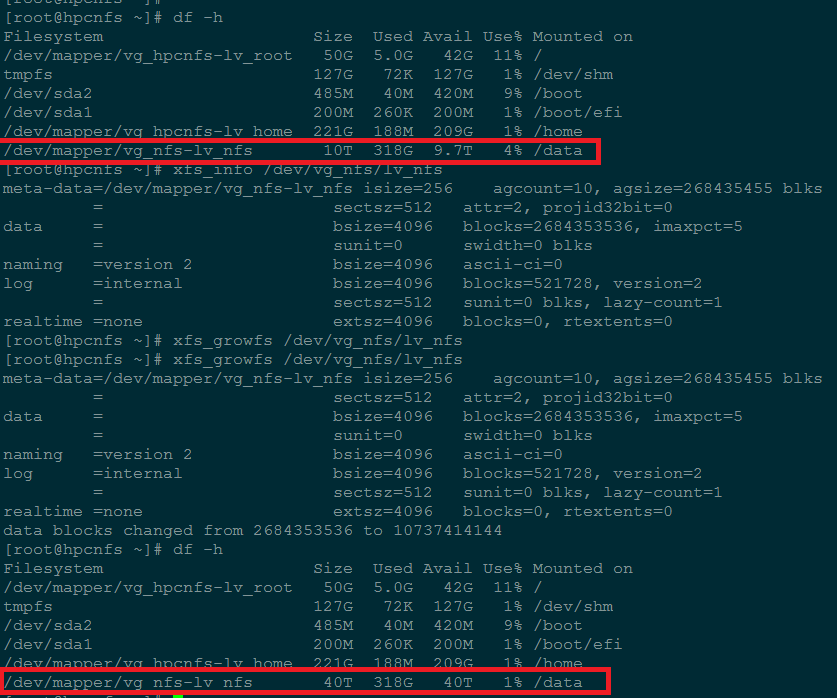 [root@hpcnfs ~]#
[root@hpcnfs ~]# df -h
Filesystem                    Size  Used Avail Use% Mounted on
/dev/mapper/vg_hpcnfs-lv_root   50G  5.0G   42G  11% /
tmpfs                         127G   72K  127G   1% /dev/shm
/dev/sda2                     485M   40M  420M   9% /boot
/dev/sda1                     200M  260K  200M   1% /boot/efi
/dev/mapper/vg_hpcnfs-lv_home  221G  188M  209G   1% /home
/dev/mapper/vg_nfs-lv_nfs      10T  318G  9.7T   4% /data
[root@hpcnfs ~]# xfs_info /dev/vg_nfs/lv_nfs
meta-data=/dev/mapper/vg_nfs-lv_nfs isize=256    agcount=10, agsize=268435455 blks
         =                       sectsz=512   attr=2, projid32bit=0
data     =                       bsize=4096   blocks=2684353536, imaxpct=5
         =                       sunit=0      swidth=0 blks
naming   =version 2              bsize=4096   ascii-ci=0
log      =internal               bsize=4096   blocks=521728, version=2
         =                       sectsz=512   sunit=0 blks, lazy-count=1
realtime =none                   extsz=4096   blocks=0, rtextents=0
[root@hpcnfs ~]# xfs_growfs /dev/vg_nfs/lv_nfs
[root@hpcnfs ~]# xfs_growfs /dev/vg_nfs/lv_nfs
meta-data=/dev/mapper/vg_nfs-lv_nfs isize=256    agcount=10, agsize=268435455 blks
         =                       sectsz=512   attr=2, projid32bit=0
data     =                       bsize=4096   blocks=2684353536, imaxpct=5
         =                       sunit=0      swidth=0 blks
naming   =version 2              bsize=4096   ascii-ci=0
log      =internal               bsize=4096   blocks=521728, version=2
         =                       sectsz=512   sunit=0 blks, lazy-count=1
realtime =none                   extsz=4096   blocks=0, rtextents=0
data blocks changed from 2684353536 to 10737414144
[root@hpcnfs ~]# df -h
Filesystem                    Size  Used Avail Use% Mounted on
/dev/mapper/vg_hpcnfs-lv_root   50G  5.0G   42G  11% /
tmpfs                         127G   72K  127G   1% /dev/shm
/dev/sda2                     485M   40M  420M   9% /boot
/dev/sda1                     200M  260K  200M   1% /boot/efi
/dev/mapper/vg_hpcnfs-lv_home  221G  188M  209G   1% /home
/dev/mapper/vg_nfs-lv_nfs      40T  318G   40T   1% /data
[root@hpcnfs ~]#